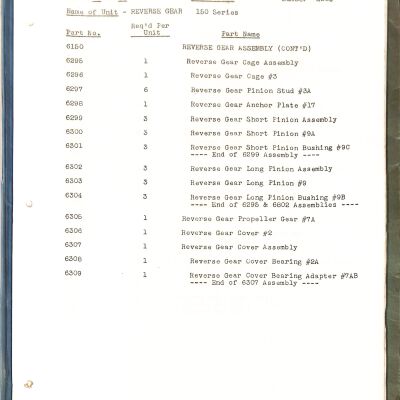 Name of Unit - REVERSE GEAR 150 Series
Req'd Per
Part No. Unit Part Name
6150 REVERSE GEAR ASSEMBLY (CONT'D)
6295 1 Reverse Gear Cage Assembly
6296 1 Reverse Gear Cage #3
6297 6 Reverse Gear Pinion Stud #3A
6298 1 Reverse Gear Anchor Plate #17
6299 3 Reverse Gear Short Pinion Assembly
6300 3 Reverse Gear Short Pinion #9A
6301 3 Reverse Gear Short Pinion Bushing #9C
---- End of 6299 Assembly ----
6302 3 Reverse Gear Long Pinion Assembly
6303 3 Reverse Gear Long Pinion #9
6304 3 Reverse Gear Long Pinion Bushing #9B
---- End of 6295 & 6302 Assemblies ----
6305 1 Reverse Gear Propeller Gear #7A
6306 1 Reverse Gear Cover #2
6307 1 Reverse Gear Cover Assembly
6308 1 Reverse Gear Cover Bearing #2A
6309 1 Reverse Gear Cover Bearing Adapter #7AB
---- End of 6307 Assembly ----